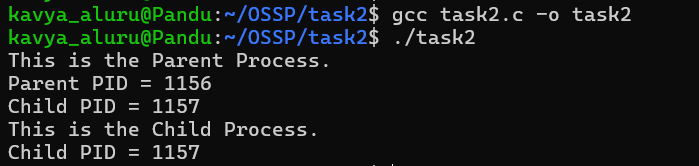 kavya_aluru@Pandu:~/OSSP/task2$ gcc task2.c -o task2
kavya_aluru@Pandu:~/OSSP/task2$ ./task2
This is the Parent Process.
Parent PID = 1156
Child PID = 1157
This is the Child Process.
Child PID = 1157